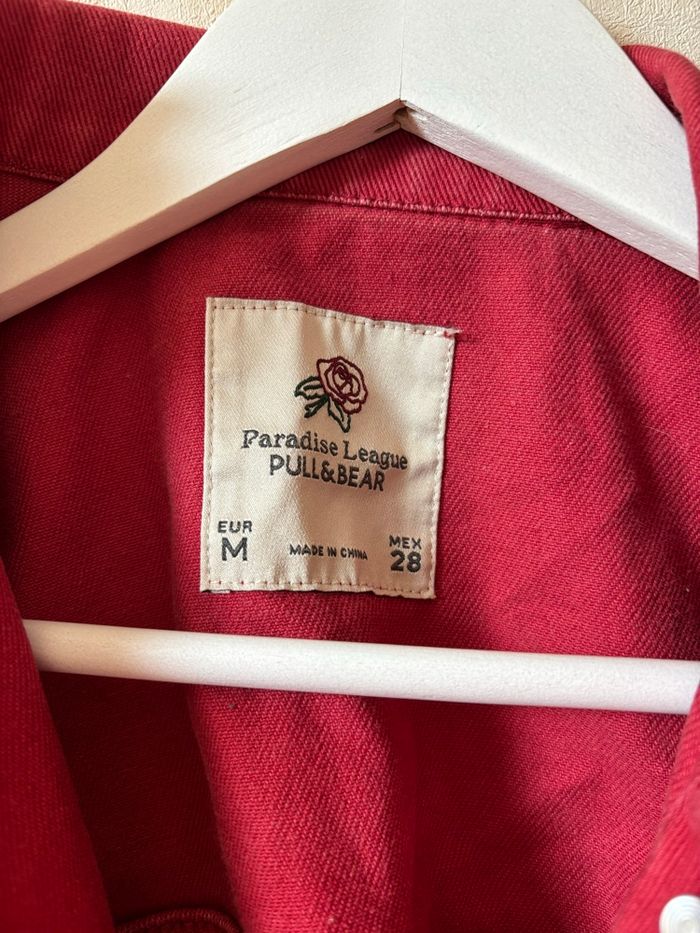 Paradise League
PULL&BEAR
EUR
M
MADE IN CHINA
MEX
28